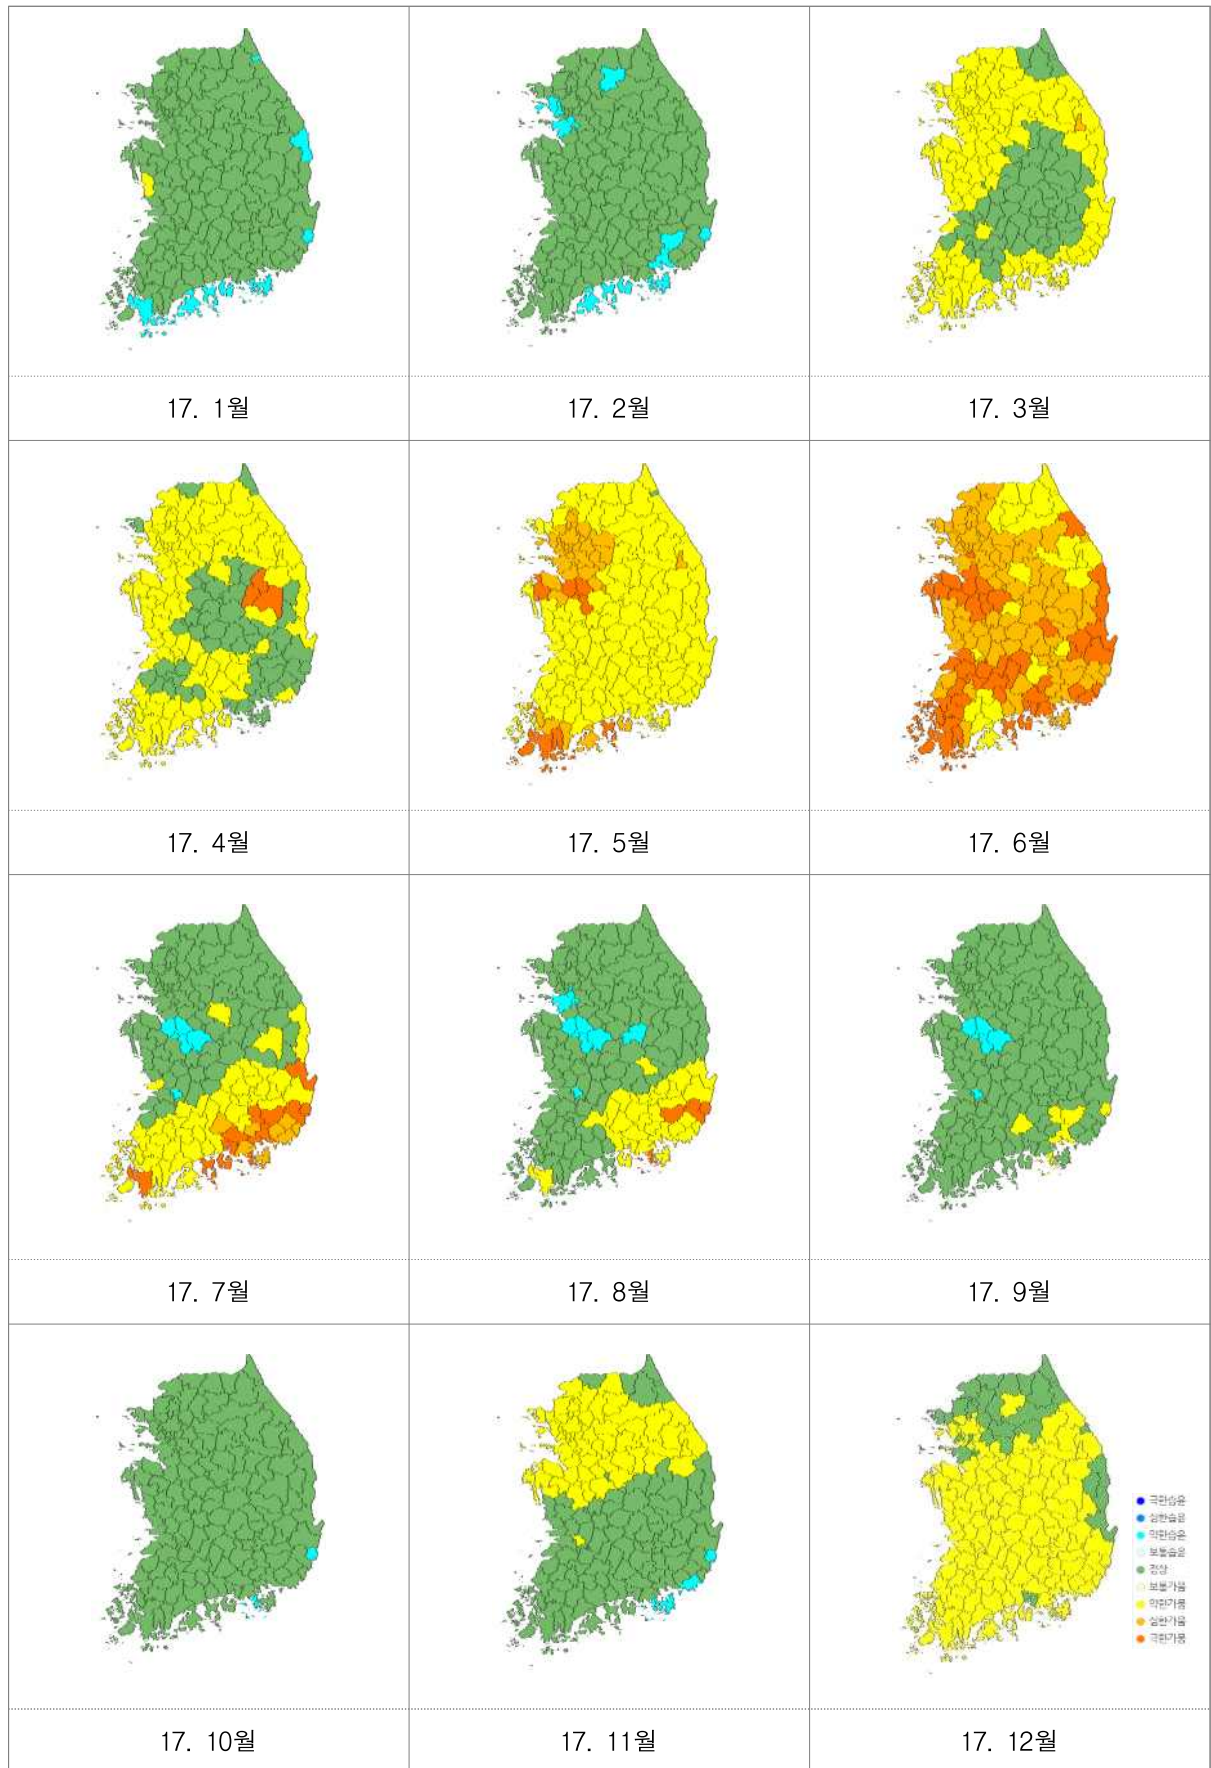 17. 1월
17. 2월
17. 3월
17. 4월
17. 5월
17. 6월
17. 7월
17. 8월
17. 9월
극한습윤
심한습윤
약한습윤
보통습윤
정상
보통가뭄
약한가뭄
심한가뭄
극한가뭄
17. 10월
17. 11월
17. 12월